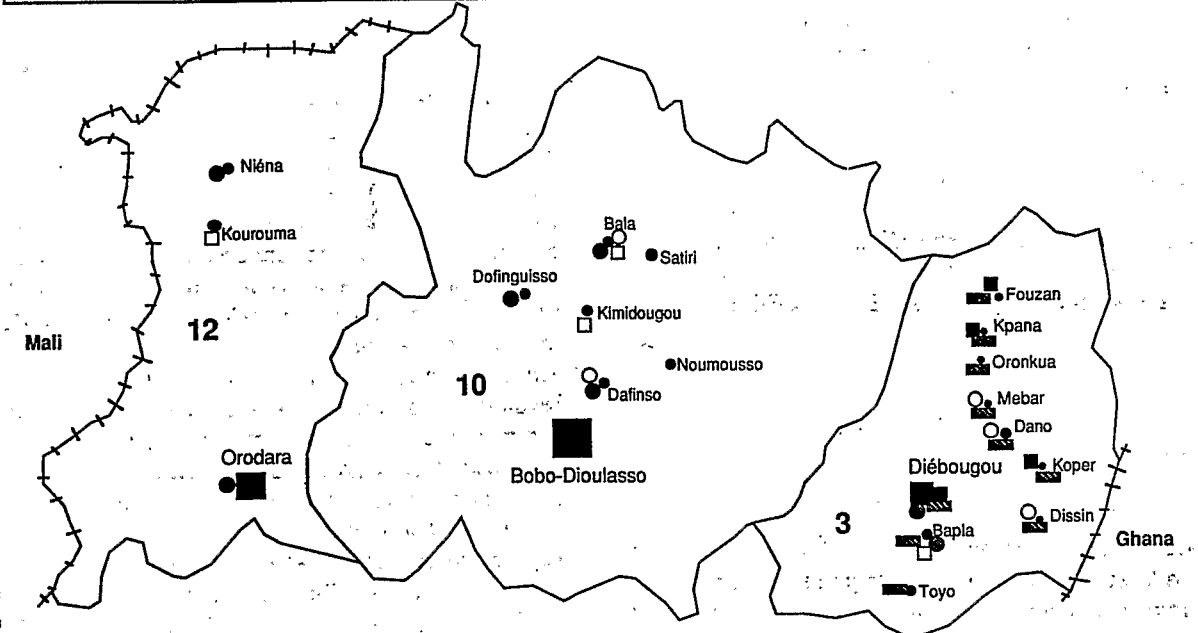 Niéna
Kourouma
Bala
Satiri
Dofinguisso
Kimidougou
Mali
12
10
Noumousso
Dafinso
Orodara
Bobo-Dioulasso
Fouzan
Kpana
Oronkua
Mebar
Dano
Diébougou
Koper
3
Dissin
Bapla
Ghana
Toyo